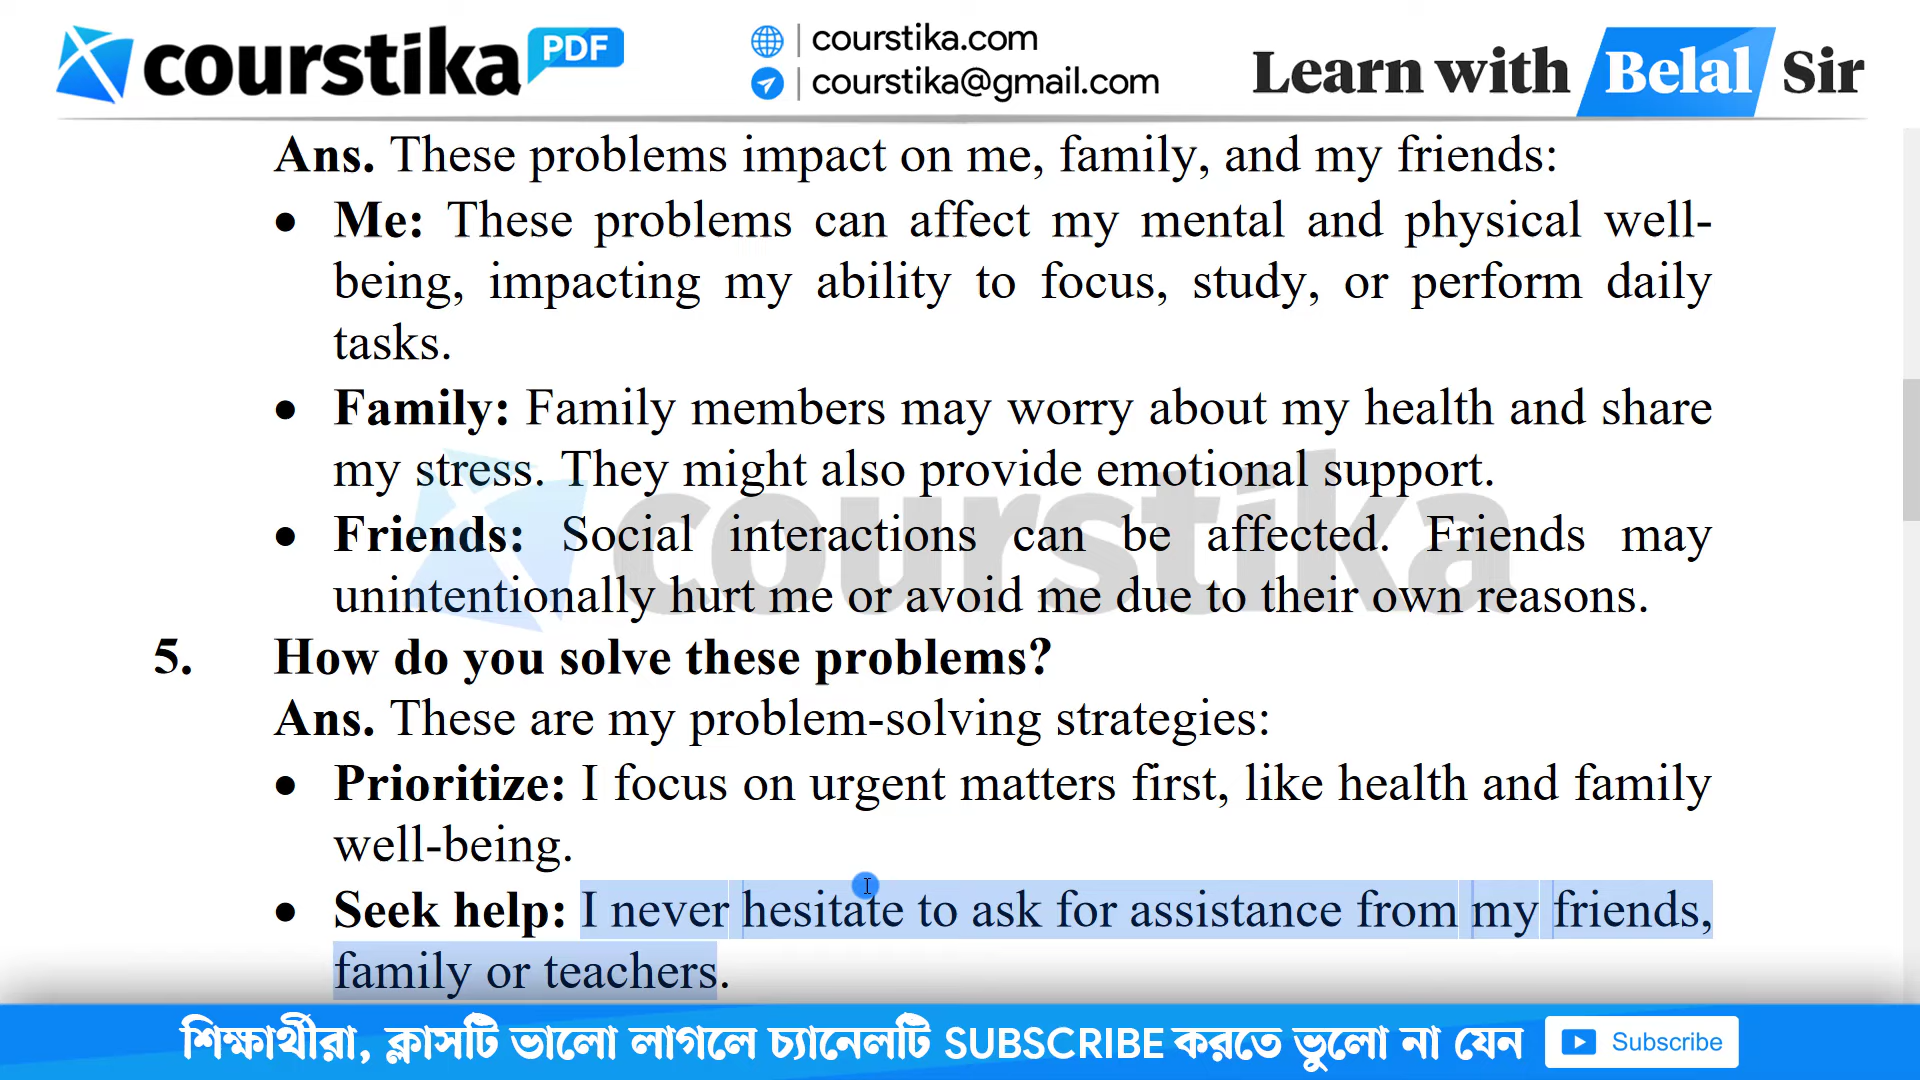 courstika PDF
| courstika.com
| courstika@gmail.com
Learn with Belal Sir
Ans. These problems impact on me, family, and my friends:
• Me: These problems can affect my mental and physical well-
being, impacting my ability to focus, study, or perform daily
tasks.
• Family: Family members may worry about my health and share
my stress. They might also provide emotional support.
• Friends: Social interactions can be affected. Friends may
unintentionally hurt me or avoid me due to their own reasons.
courstika
5. How do you solve these problems?
Ans. These are my problem-solving strategies:
• Prioritize: I focus on urgent matters first, like health and family
well-being.
• Seek help: I never hesitate to ask for assistance from my friends,
family or teachers.
শিক্ষার্থীরা, ক্লাসটি ভালো লাগলে চ্যানেলটি SUBSCRIBE করতে ভুলো না যেন
Subscribe